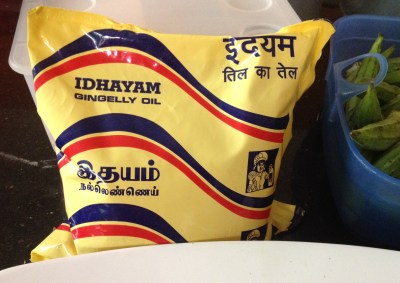 इदयम
तिल का तेल
IDHAYAM
GINGELLY OIL
இதயம்
நல்லெண்ணெய்